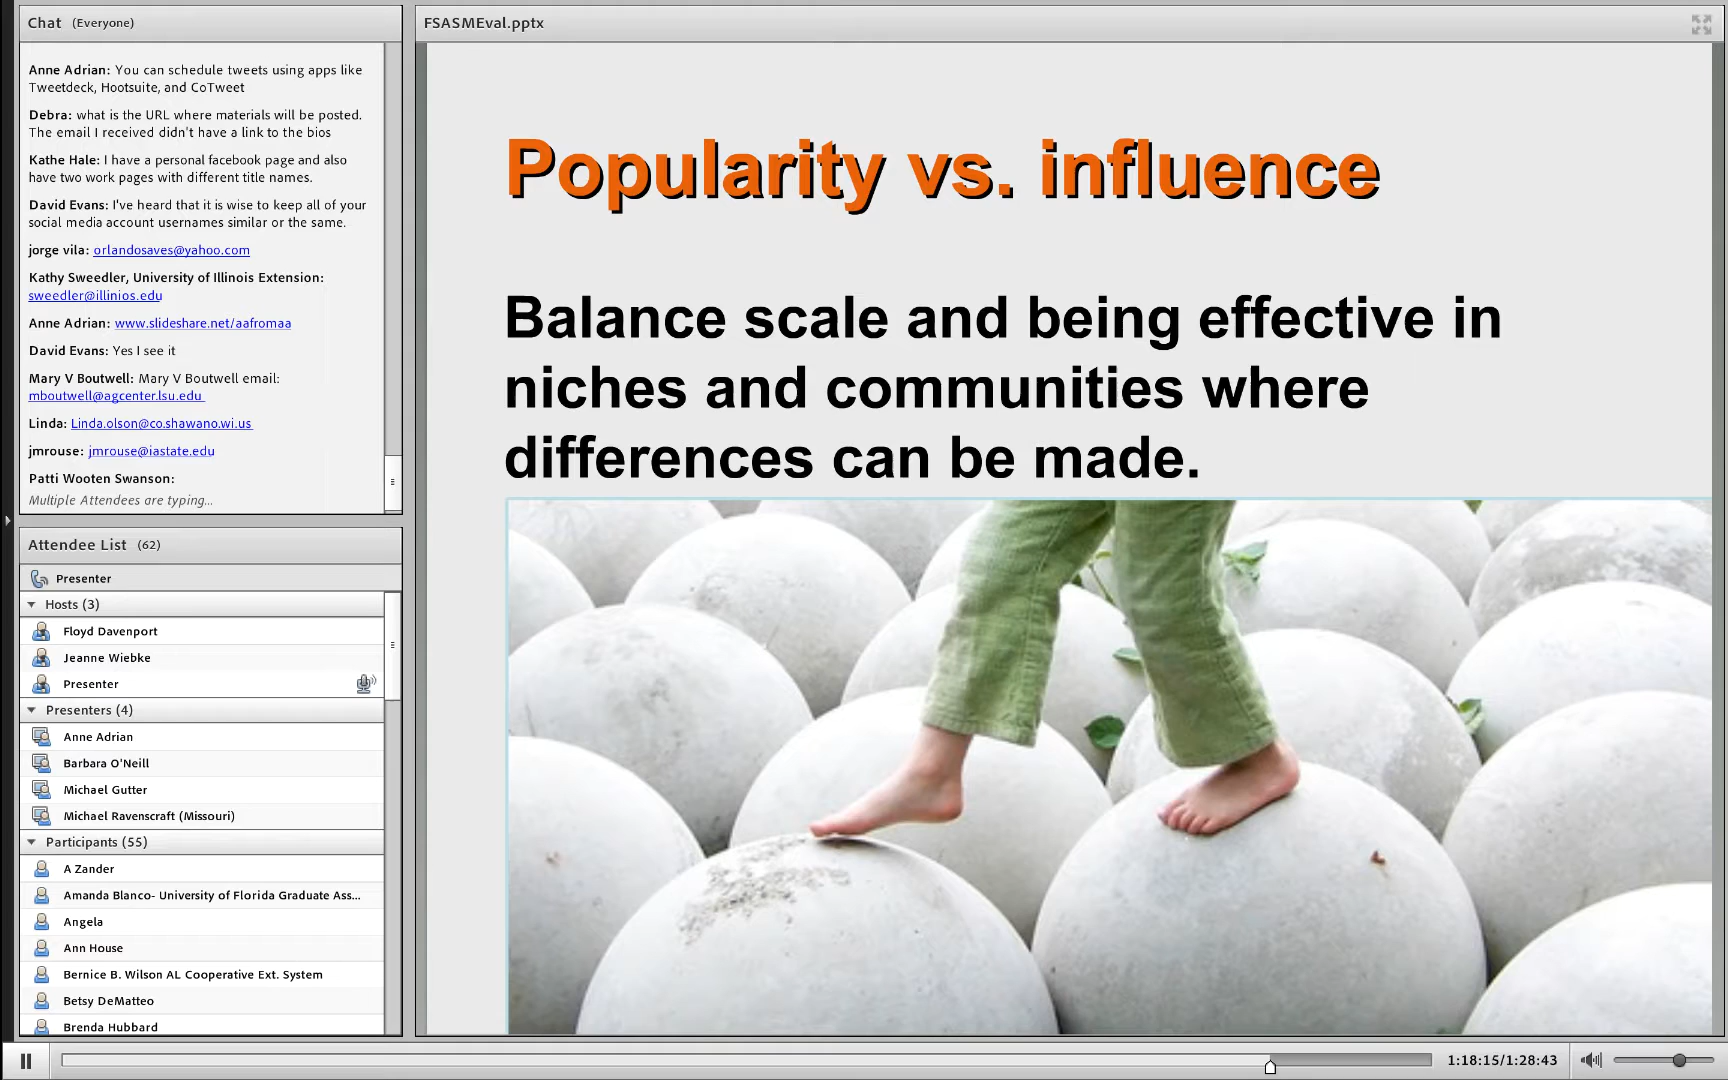 Chat (Everyone)
Anne Adrian: You can schedule tweets using apps like
Tweetdeck, Hootsuite, and CoTweet
Debra: what is the URL where materials will be posted.
The email I received didn't have a link to the bios
Kathe Hale: I have a personal facebook page and also
have two work pages with different title names.
David Evans: I've heard that it is wise to keep all of your
social media account usernames similar or the same.
jorge vila: orlandosaves@yahoo.com
Kathy Sweedler, University of Illinois Extension:
sweedler@illinios.edu
Anne Adrian: www.slideshare.net/aafromaa
David Evans: Yes I see it
Mary V Boutwell: Mary V Boutwell email:
mboutwell@agcenter.lsu.edu
Linda: Linda.olson@co.shawano.wi.us
jmrouse: jmrouse@iastate.edu
Patti Wooten Swanson:
Multiple Attendees are typing...
Attendee List (62)
Presenter
Hosts (3)
Floyd Davenport
Jeanne Wiebke
Presenter
Presenters (4)
Anne Adrian
Barbara O'Neill
Michael Gutter
Michael Ravenscraft (Missouri)
Participants (55)
A Zander
Amanda Blanco- University of Florida Graduate Ass...
Angela
Ann House
Bernice B. Wilson AL Cooperative Ext. System
Betsy DeMatteo
Brenda Hubbard
FSASMEval.pptx
Popularity vs. influence
Balance scale and being effective in
niches and communities where
differences can be made.
1:18:15/1:28:43